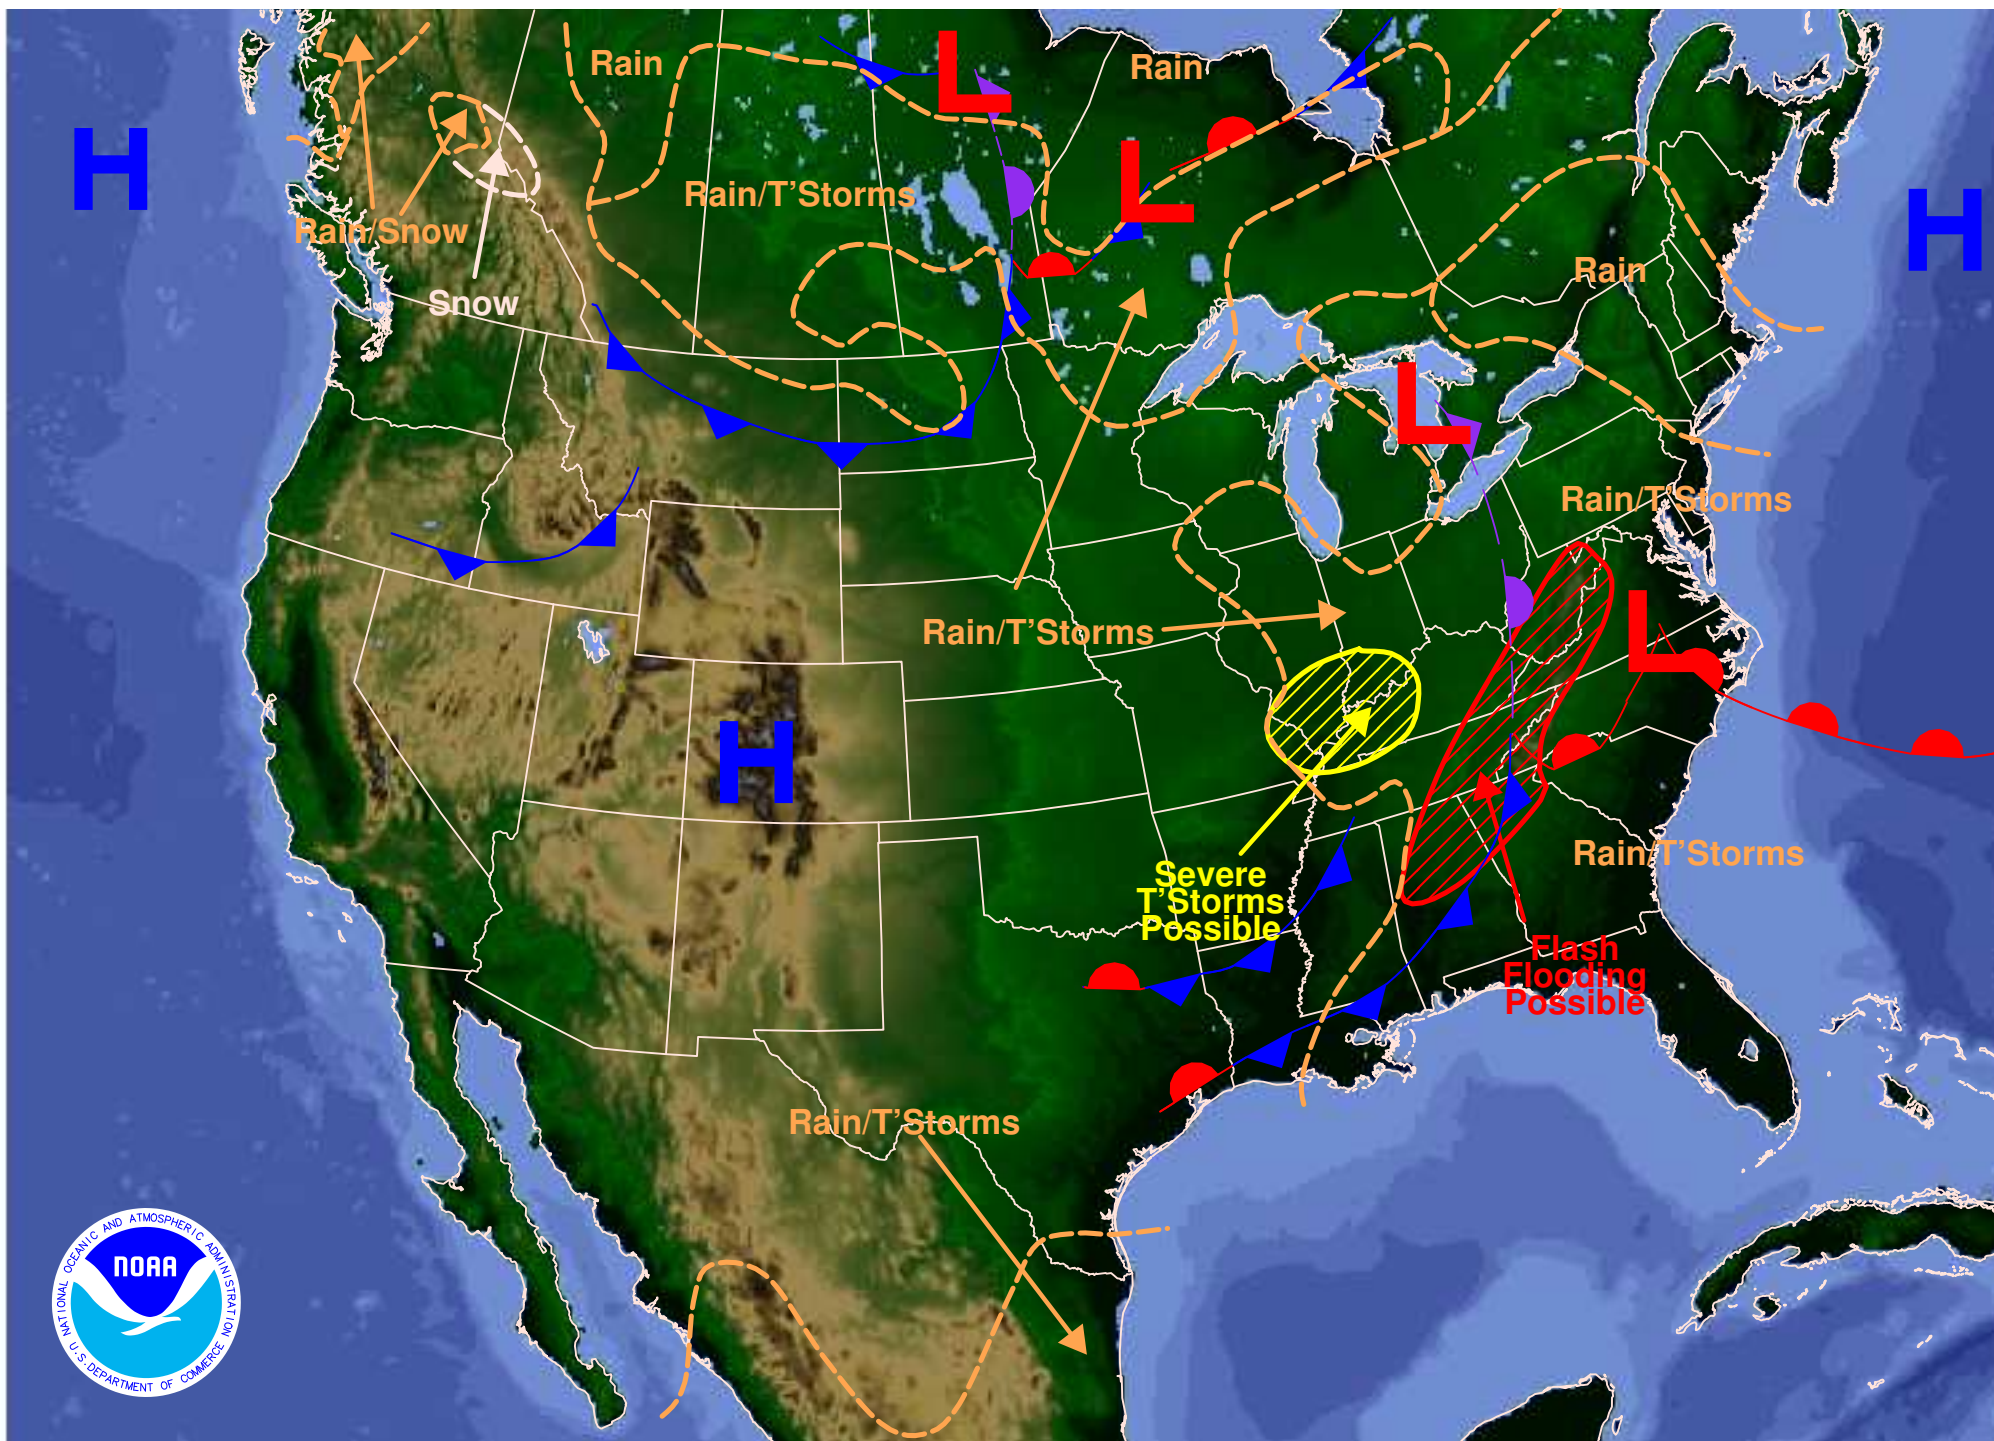 L
Rain
Rain
H
L
Rain/T'Storms
H
Rain/Snow
Rain
Snow
L
Rain/T'Storms
Rain/T'Storms
L
H
Severe
T'Storms
Possible
Rain/T'Storms
Flash
Flooding
Possible
Rain/T'Storms
NATIONAL OCEANIC AND ATMOSPHERIC ADMINISTRATION
NOAA
U.S. DEPARTMENT OF COMMERCE